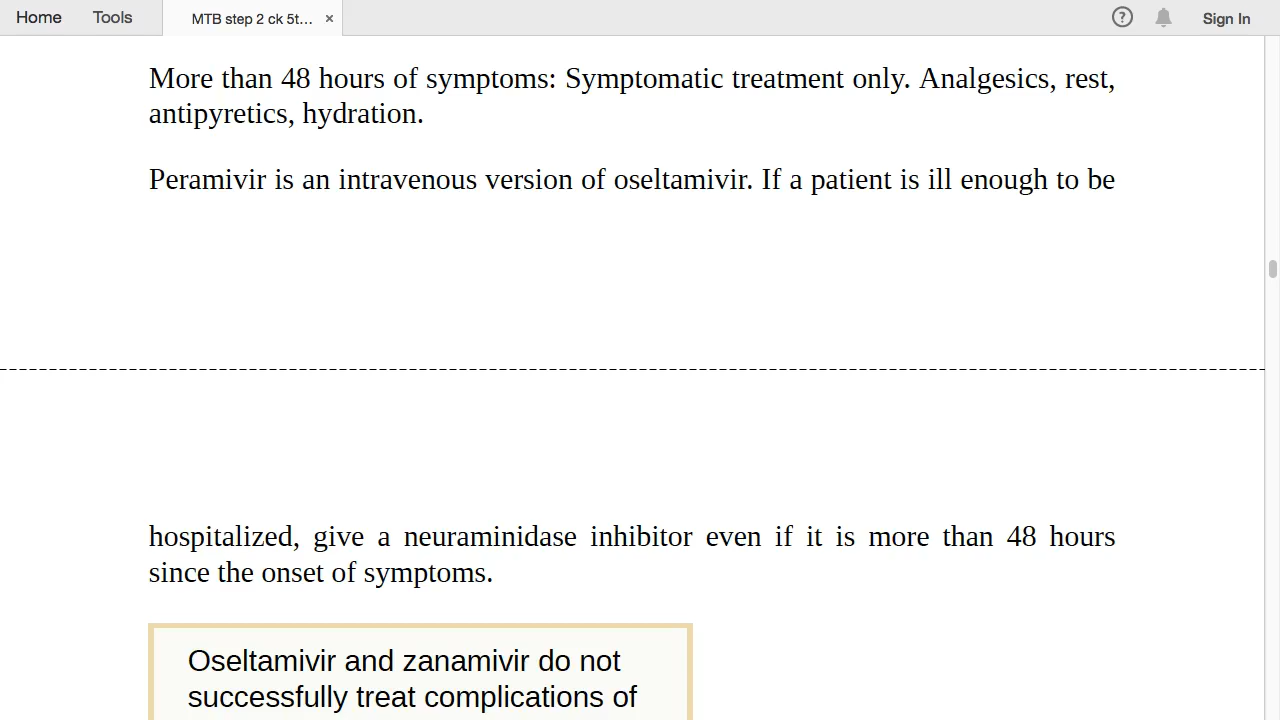 Home Tools MTB step 2 ck 5t... × ? Sign In
More than 48 hours of symptoms: Symptomatic treatment only. Analgesics, rest,
antipyretics, hydration.
Peramivir is an intravenous version of oseltamivir. If a patient is ill enough to be
hospitalized, give a neuraminidase inhibitor even if it is more than 48 hours
since the onset of symptoms.
Oseltamivir and zanamivir do not
successfully treat complications of